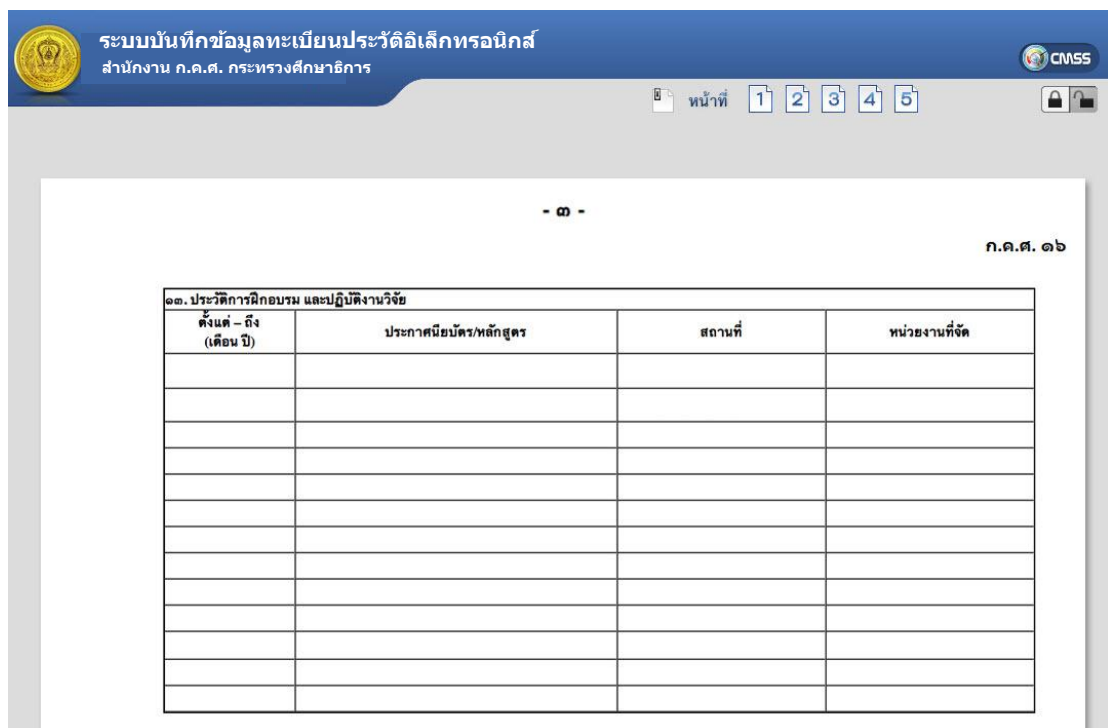 ระบบบันทึกข้อมูลทะเบียนประวัติอิเล็กทรอนิกส์
สำนักงาน ก.ค.ศ. กระทรวงศึกษาธิการ
CMSS
หน้าที่ 1 2 3 4 5
- ๓ -
ก.ค.ศ. ๑๖
๑๓. ประวัติการฝึกอบรม และปฏิบัติงานวิจัย
ตั้งแต่ – ถึง
(เดือน ปี)
ประกาศนียบัตร/หลักสูตร
สถานที่
หน่วยงานที่จัด